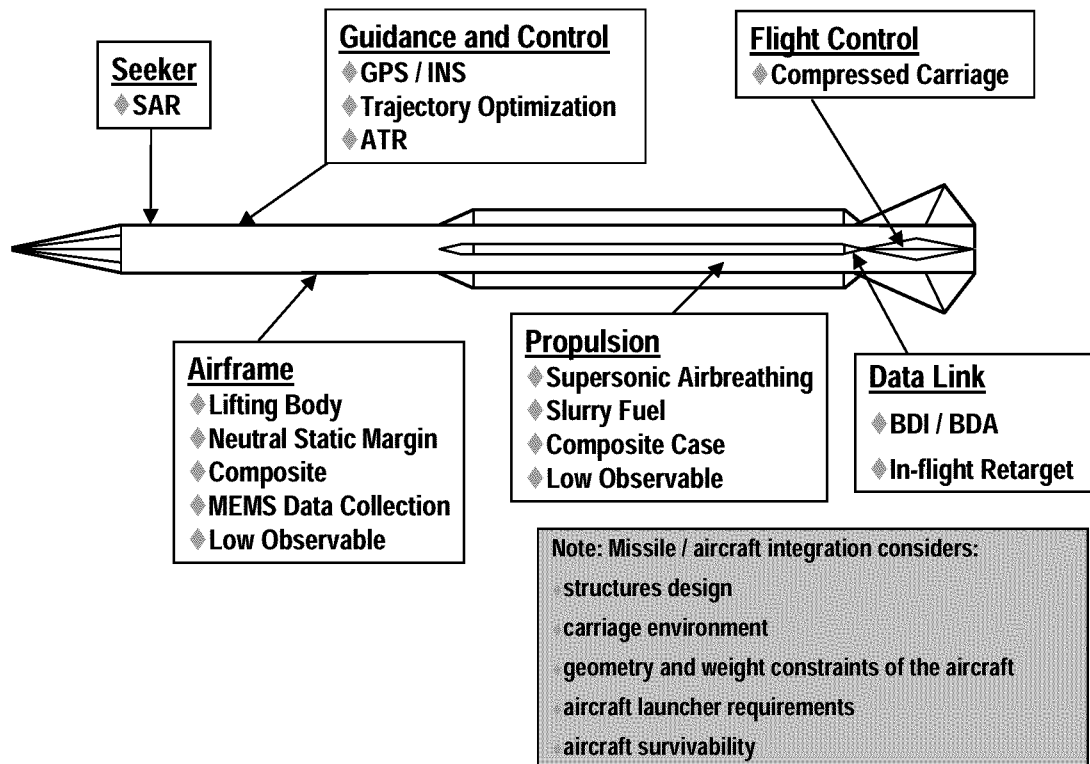 Seeker
SAR
Guidance and Control
GPS / INS
Trajectory Optimization
ATR
Flight Control
Compressed Carriage
Airframe
Lifting Body
Neutral Static Margin
Composite
MEMS Data Collection
Low Observable
Propulsion
Supersonic Airbreathing
Slurry Fuel
Composite Case
Low Observable
Data Link
BDI / BDA
In-flight Retarget
Note: Missile / aircraft integration considers:
structures design
carriage environment
geometry and weight constraints of the aircraft
aircraft launcher requirements
aircraft survivability